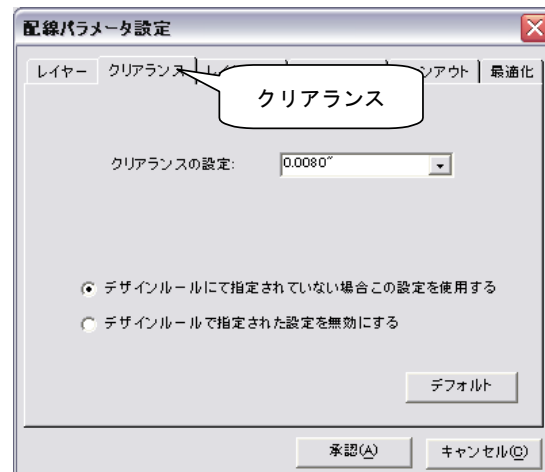 配線パラメータ設定
レイヤー クリアランス 最適化
クリアランス
クリアランスの設定: 0.0080"
デザインルールにて指定されていない場合この設定を使用する
デザインルールで指定された設定を無効にする
デフォルト
承認(A) キャンセル(C)